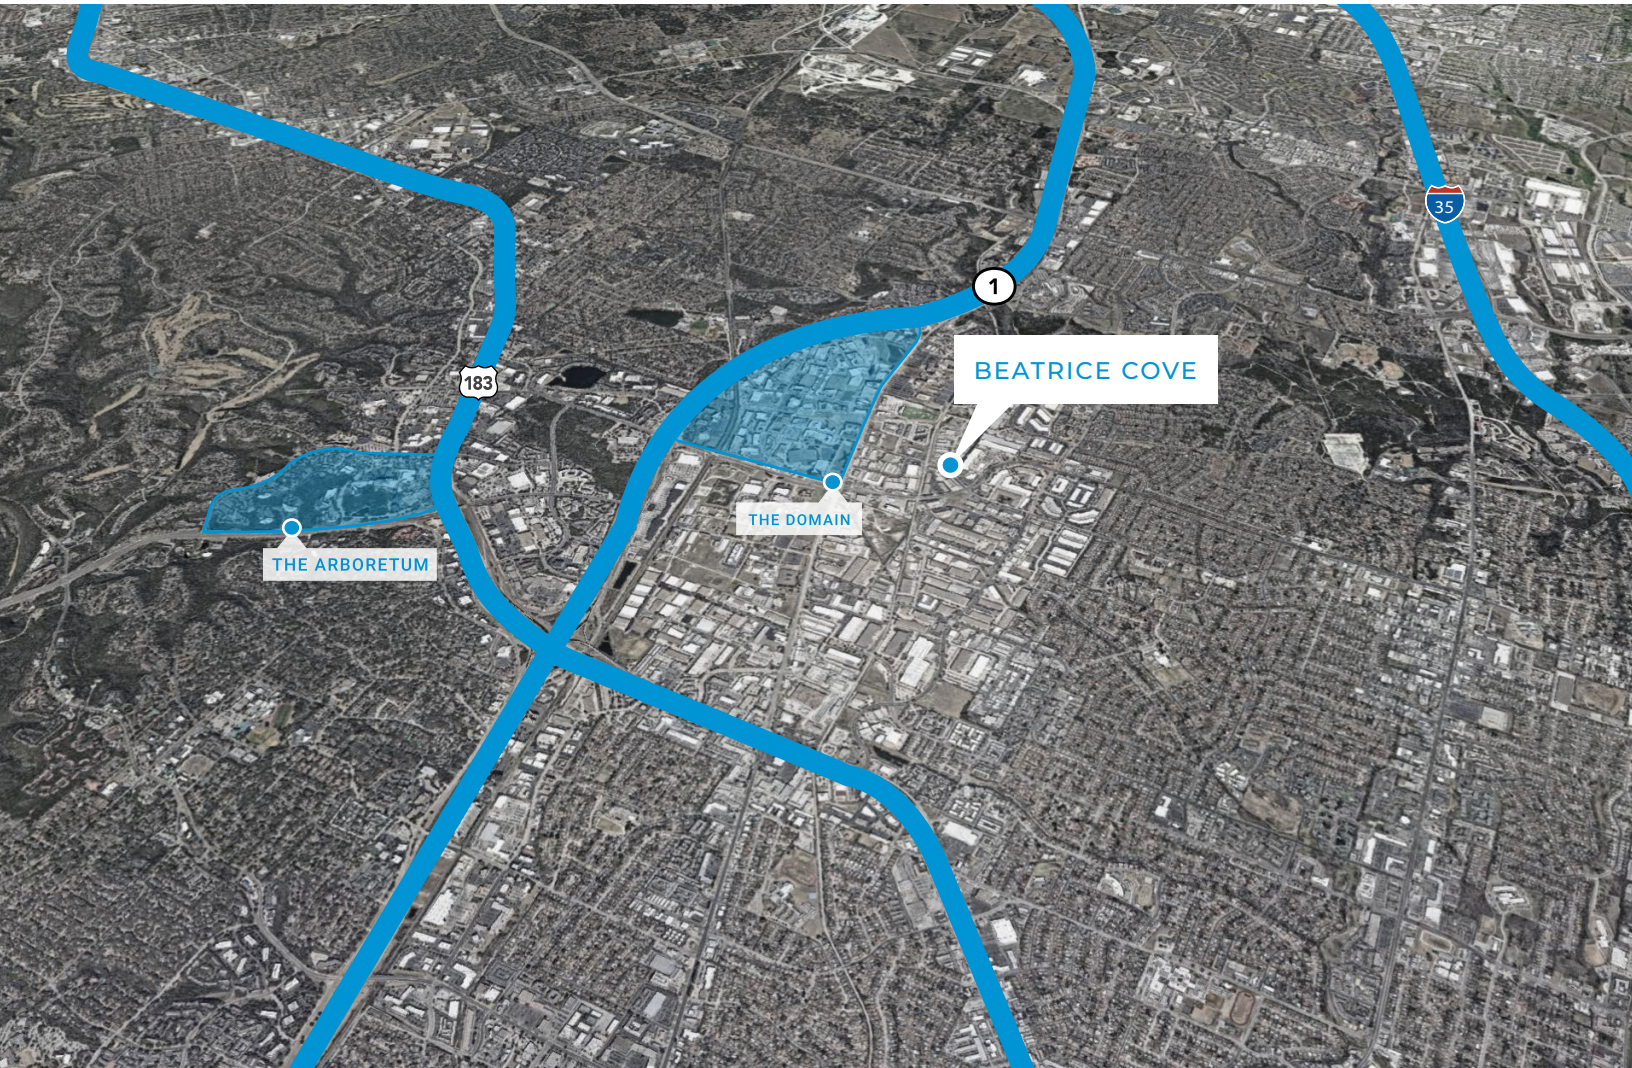 35
1
BEATRICE COVE
183
THE DOMAIN
THE ARBORETUM